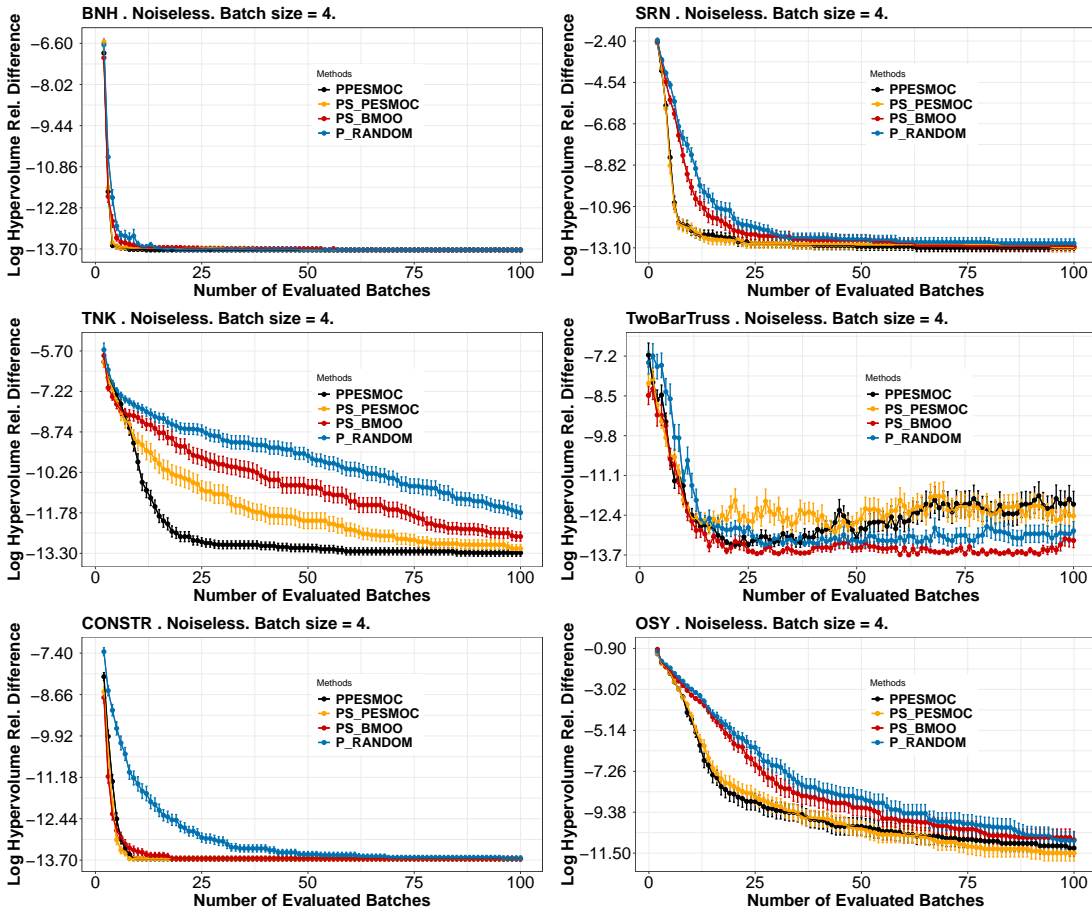 BNH . Noiseless. Batch size = 4.
Log Hypervolume Rel. Difference
−6.60
−8.02
−9.44
−10.86
−12.28
−13.70
Methods
PPESMOC
PS_PESMOC
PS_BMOO
P_RANDOM
0 25 50 75 100
Number of Evaluated Batches
SRN . Noiseless. Batch size = 4.
Log Hypervolume Rel. Difference
−2.40
−4.54
−6.68
−8.82
−10.96
−13.10
Methods
PPESMOC
PS_PESMOC
PS_BMOO
P_RANDOM
0 25 50 75 100
Number of Evaluated Batches
TNK . Noiseless. Batch size = 4.
Log Hypervolume Rel. Difference
−5.70
−7.22
−8.74
−10.26
−11.78
−13.30
Methods
PPESMOC
PS_PESMOC
PS_BMOO
P_RANDOM
0 25 50 75 100
Number of Evaluated Batches
TwoBarTruss . Noiseless. Batch size = 4.
Log Hypervolume Rel. Difference
−7.2
−8.5
−9.8
−11.1
−12.4
−13.7
Methods
PPESMOC
PS_PESMOC
PS_BMOO
P_RANDOM
0 25 50 75 100
Number of Evaluated Batches
CONSTR . Noiseless. Batch size = 4.
Log Hypervolume Rel. Difference
−7.40
−8.66
−9.92
−11.18
−12.44
−13.70
Methods
PPESMOC
PS_PESMOC
PS_BMOO
P_RANDOM
0 25 50 75 100
Number of Evaluated Batches
OSY . Noiseless. Batch size = 4.
Log Hypervolume Rel. Difference
−0.90
−3.02
−5.14
−7.26
−9.38
−11.50
Methods
PPESMOC
PS_PESMOC
PS_BMOO
P_RANDOM
0 25 50 75 100
Number of Evaluated Batches